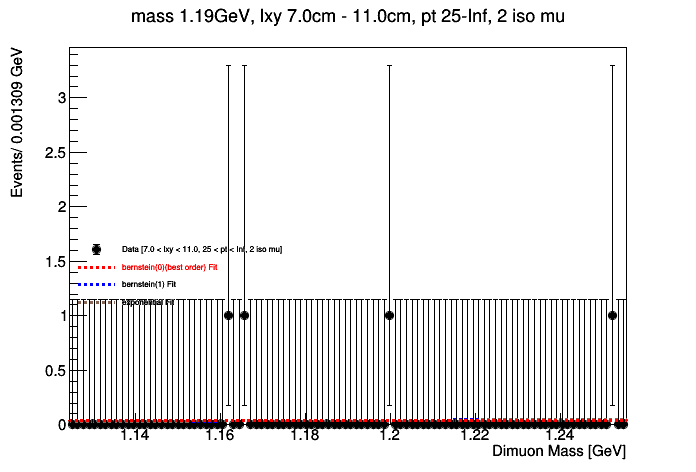 mass 1.19GeV, lxy 7.0cm - 11.0cm, pt 25-Inf, 2 iso mu
Events/ 0.001309 GeV
3
2.5
2
1.5
1
0.5
0
Data [7.0 < lxy < 11.0, 25 < pt < Inf, 2 iso mu]
bernstein(0)(best order) Fit
bernstein(1) Fit
exponential Fit
1.14 1.16 1.18 1.2 1.22 1.24
Dimuon Mass [GeV]